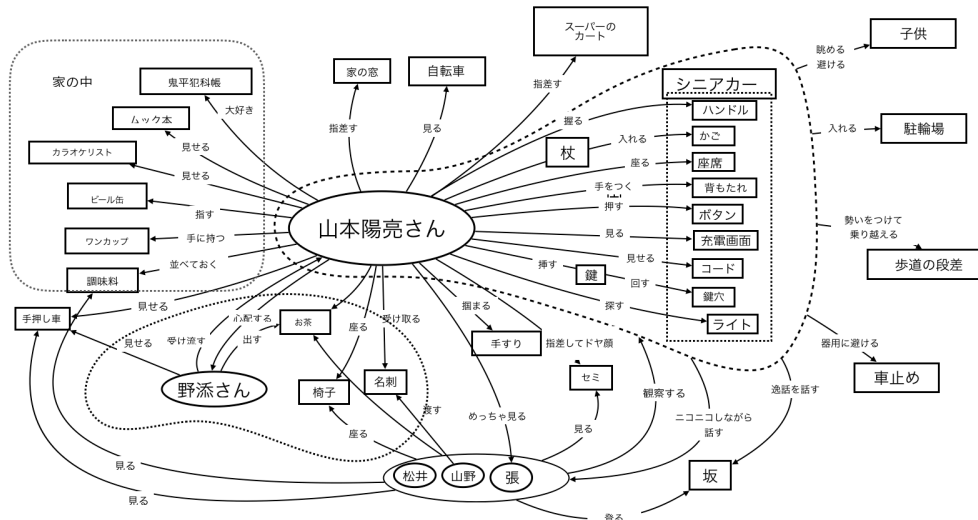 スーパーの
カート
子供
眺める
避ける
家の中
鬼平犯科帳
家の窓
自転車
シニアカー
大好き
ムック本
指差す
見る
指差す
握る
ハンドル
入れる
かご
入れる
駐輪場
カラオケリスト
見せる
見せる
杖
座る
座席
手をつく
背もたれ
ビール缶
指す
山本陽亮さん
押す
ボタン
勢いをつけて
乗り越える
ワンカップ
手に持つ
見る
充電画面
歩道の段差
調味料
並べておく
挿す
鍵
見せる
コード
回す
鍵穴
手押し車
見せる
掴まる
探す
ライト
心配する
お茶
受け取る
見せる
受け流す
出す
座る
手すり
指差してドヤ顔
器用に避ける
車止め
野添さん
椅子
名刺
セミ
観察する
逸話を話す
渡す
めっちゃ見る
ニコニコしながら
話す
座る
見る
見る
松井
山野
張
坂
見る
登る